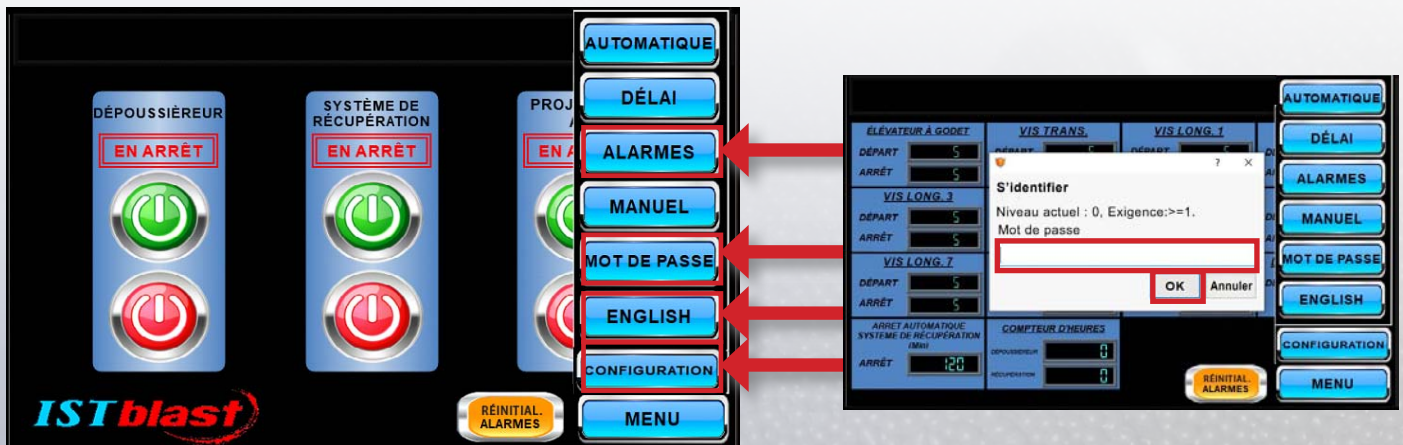 DÉPOUSSIÈREUR
EN ARRÊT
SYSTÈME DE
RÉCUPÉRATION
EN ARRÊT
PROJ
EN A
AUTOMATIQUE
DÉLAI
ALARMES
MANUEL
MOT DE PASSE
ENGLISH
CONFIGURATION
MENU
ISTblast
RÉINITIAL.
ALARMES
ÉLÉVATEUR À GODET
DÉPART 5
ARRÊT 5
VIS TRANS.
DÉPART 5
VIS LONG. 1
DÉPART 5
VIS LONG. 3
DÉPART 5
ARRÊT 5
VIS LONG. 7
DÉPART 5
ARRÊT 5
ARRET AUTOMATIQUE
SYSTEME DE RÉCUPÉRATION
(Min)
ARRÊT 120
COMPTEUR D'HEURES
DÉPOUSSIÉREUR 0
RÉCUPÉRATION 0
? ×
S'identifier
Niveau actuel : 0, Exigence:>=1.
Mot de passe
OK Annuler
AUTOMATIQUE
DÉLAI
ALARMES
MANUEL
MOT DE PASSE
ENGLISH
CONFIGURATION
MENU
RÉINITIAL.
ALARMES